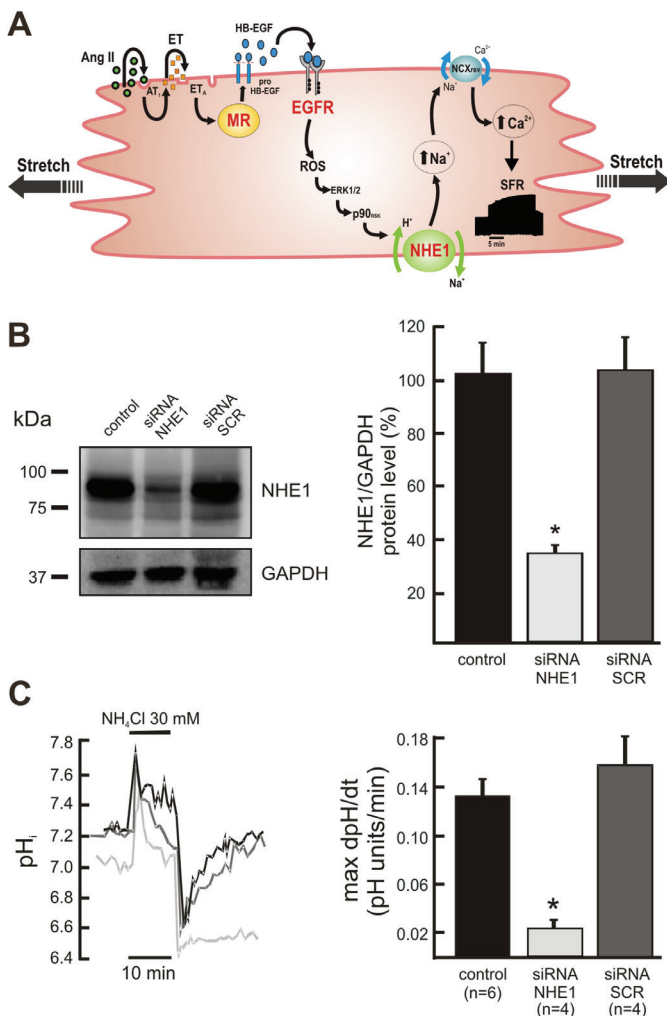 A
Ang II
ET
HB-EGF
AT₁
ETA
pro
HB-EGF
MR
EGFR
NCXrev
Ca²⁺
Na⁺
Ca²⁺
Na⁺
Stretch
Stretch
ROS
ERK1/2
p90RSK
H⁺
NHE1
Na⁺
SFR
5 min
B
kDa
control
siRNA
NHE1
siRNA
SCR
100
75
37
NHE1
GAPDH
NHE1/GAPDH
protein level (%)
120
100
80
60
40
20
*
control
siRNA
NHE1
siRNA
SCR
C
NH₄Cl 30 mM
pHᵢ
7.8
7.6
7.4
7.2
7.0
6.8
6.6
6.4
10 min
max dpH/dt
(pH units/min)
0.18
0.14
0.10
0.06
0.02
*
control
(n=6)
siRNA
NHE1
(n=4)
siRNA
SCR
(n=4)